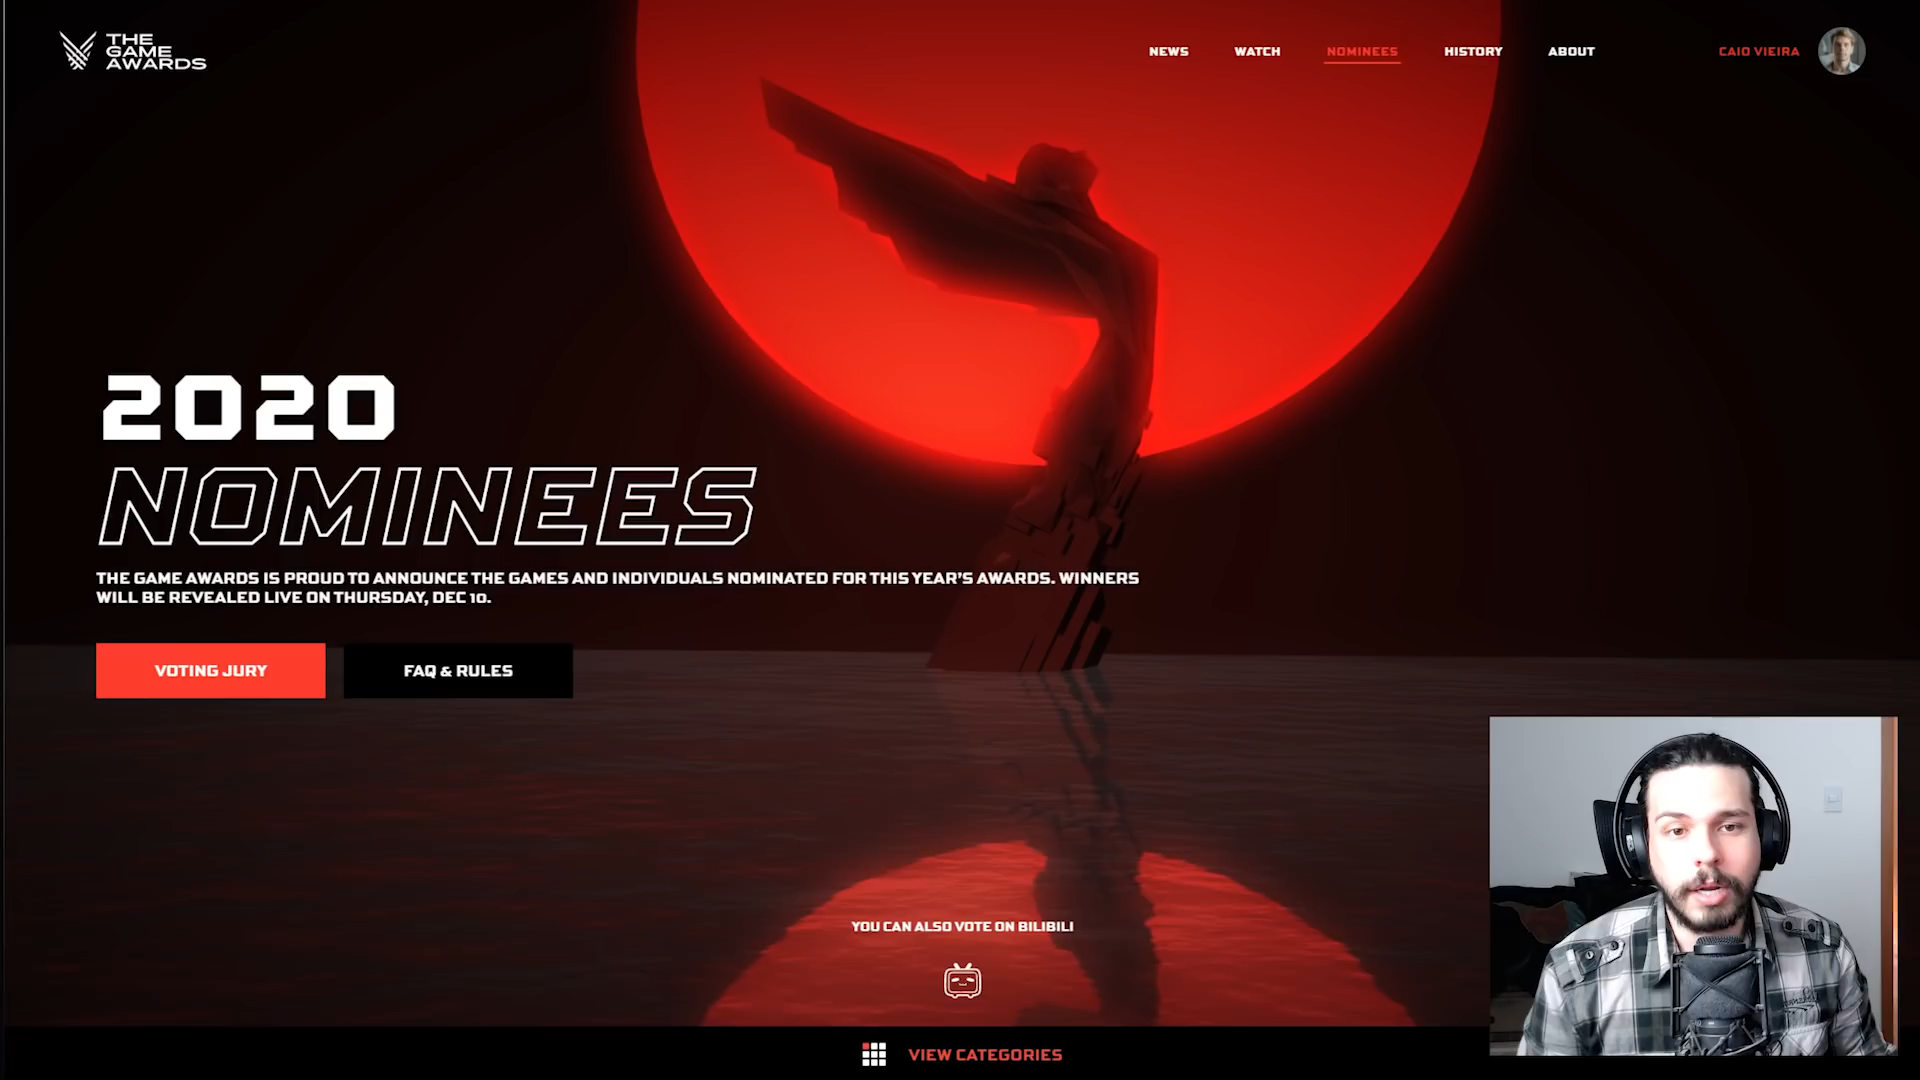 THE
GAME
AWARDS
NEWS
WATCH
NOMINEES
HISTORY
ABOUT
CAIO VIEIRA
2020
NOMINEES
THE GAME AWARDS IS PROUD TO ANNOUNCE THE GAMES AND INDIVIDUALS NOMINATED FOR THIS YEAR'S AWARDS. WINNERS
WILL BE REVEALED LIVE ON THURSDAY, DEC 10.
VOTING JURY
FAQ & RULES
YOU CAN ALSO VOTE ON BILIBILI
VIEW CATEGORIES